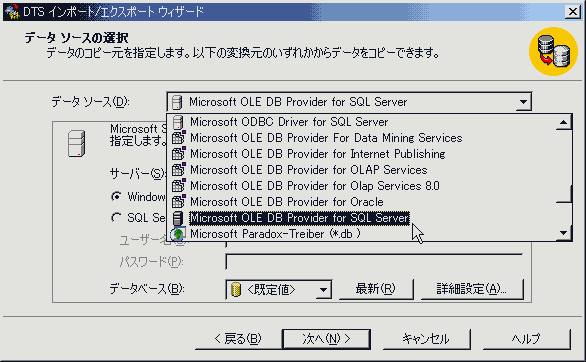 DTS インポート/エクスポート ウィザード
データ ソースの選択
データのコピー元を指定します。以下の変換元のいずれかからデータをコピーできます。
データ ソース(D):
Microsoft OLE DB Provider for SQL Server
Microsoft ODBC Driver for SQL Server
Microsoft OLE DB Provider For Data Mining Services
Microsoft OLE DB Provider for Internet Publishing
Microsoft OLE DB Provider for OLAP Services
Microsoft OLE DB Provider for Olap Services 8.0
Microsoft OLE DB Provider for Oracle
Microsoft OLE DB Provider for SQL Server
Microsoft Paradox-Treiber (*.db )
Microsoft S
指定します。
サーバー(S):
Window
SQL Se
ユーザー名
パスワード(P):
データベース(B):
<既定値>
最新(R)
詳細設定(A)...
< 戻る(B)
次へ(N) >
キャンセル
ヘルプ